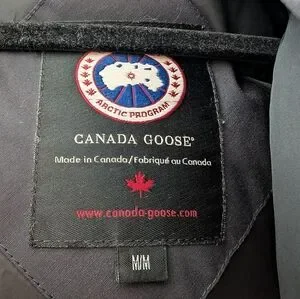 ARCTIC PROGRAM
CANADA GOOSE®
Made in Canada/Fabriqué au Canada
www.canada-goose.com
M/M